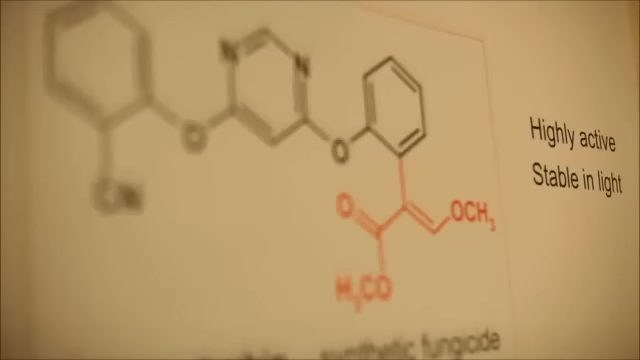 N
N
O
O
CN
Highly active
Stable in light
O
OCH3
H3CO
synthetic fungicide